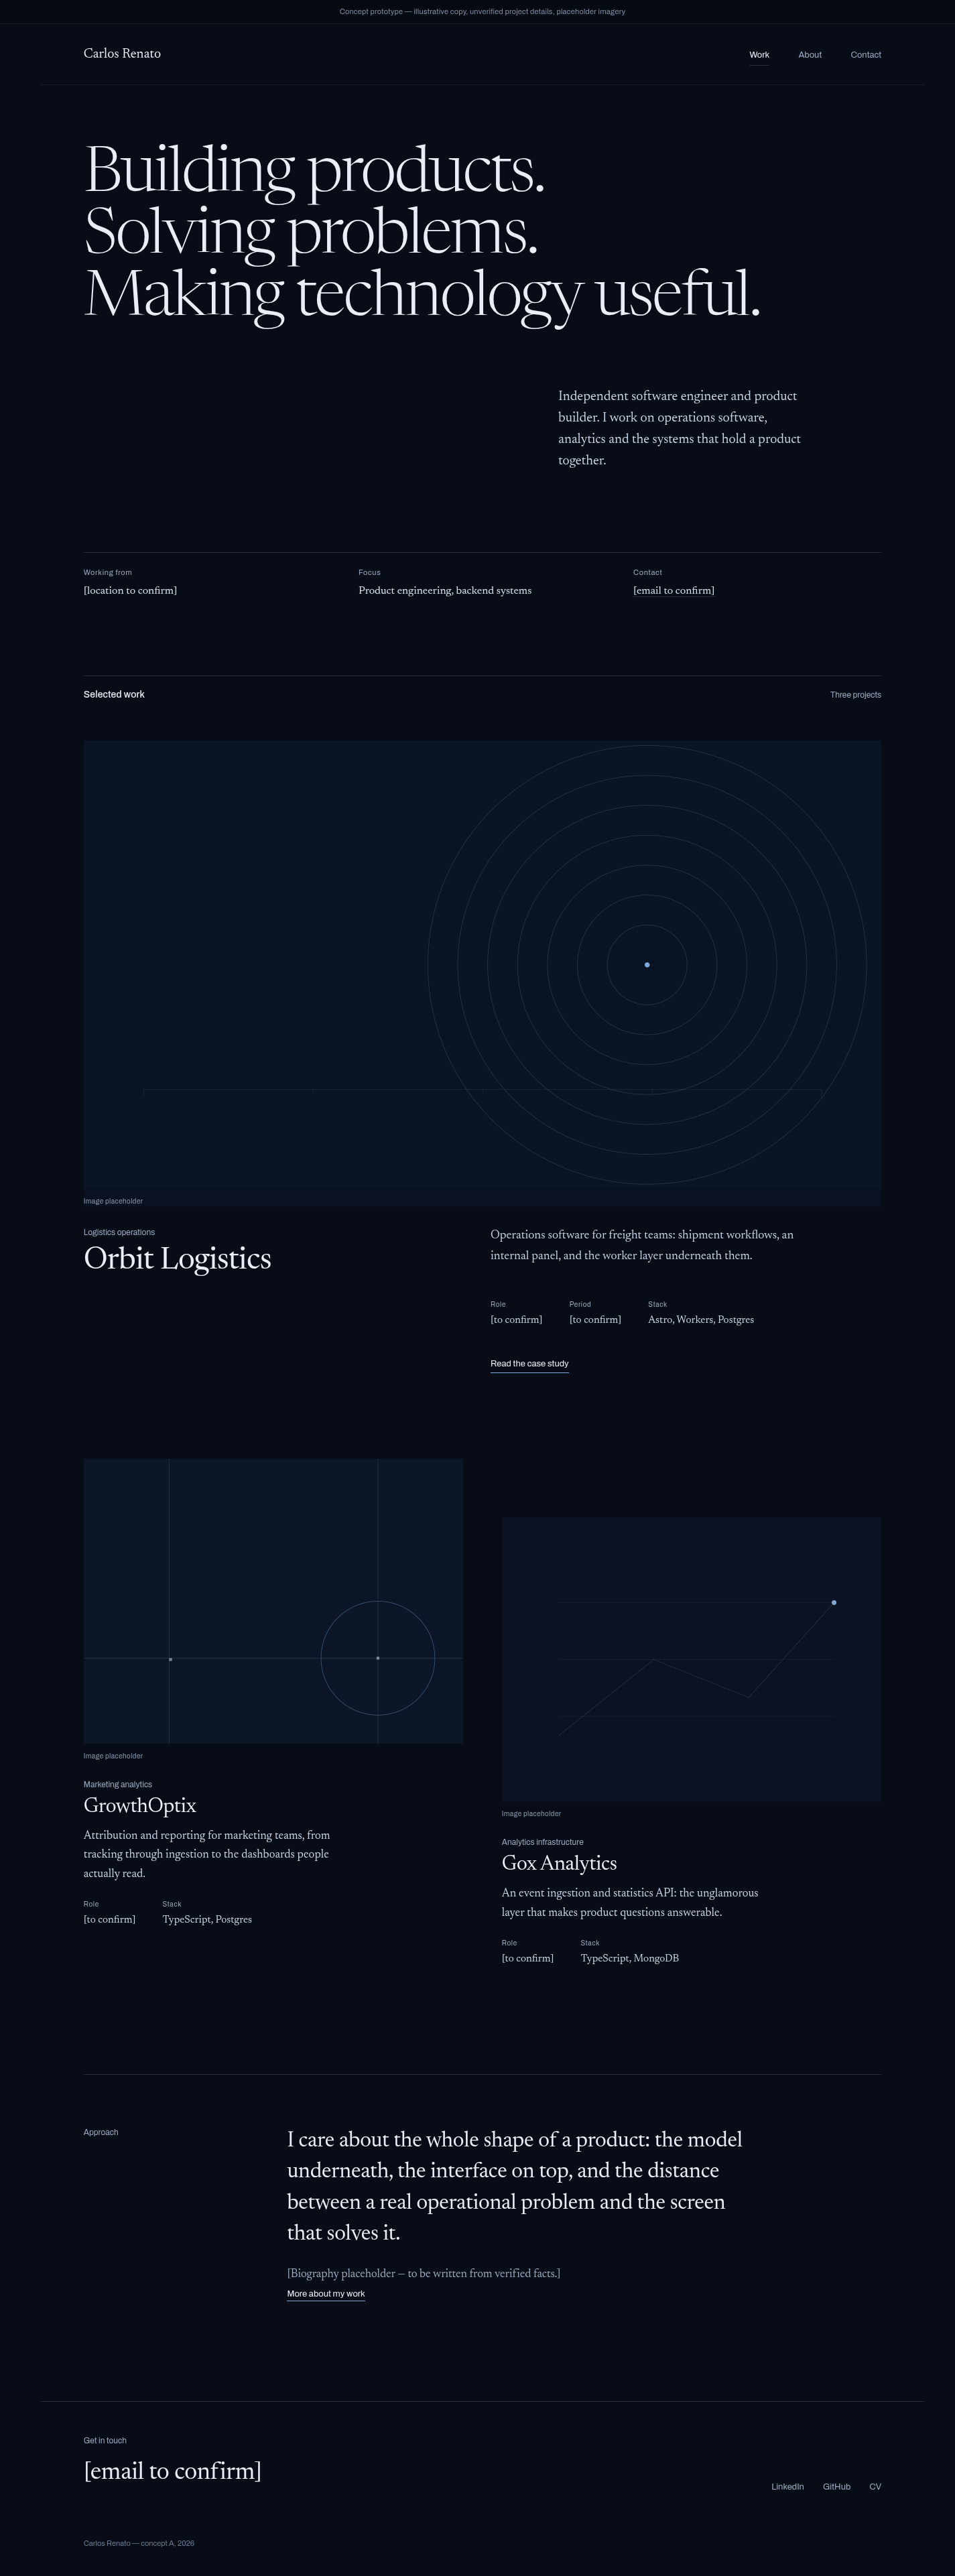 Concept prototype — illustrative copy, unverified project details, placeholder imagery
Carlos Renato
Work
About
Contact
Building products.
Solving problems.
Making technology useful.
Independent software engineer and product
builder. I work on operations software,
analytics and the systems that hold a product
together.
Working from
[location to confirm]
Focus
Product engineering, backend systems
Contact
[email to confirm]
Selected work
Three projects
Image placeholder
Logistics operations
Orbit Logistics
Operations software for freight teams: shipment workflows, an
internal panel, and the worker layer underneath them.
Role
[to confirm]
Period
[to confirm]
Stack
Astro, Workers, Postgres
Read the case study
Image placeholder
Marketing analytics
GrowthOptix
Attribution and reporting for marketing teams, from
tracking through ingestion to the dashboards people
actually read.
Role
[to confirm]
Stack
TypeScript, Postgres
Image placeholder
Analytics infrastructure
Gox Analytics
An event ingestion and statistics API: the unglamorous
layer that makes product questions answerable.
Role
[to confirm]
Stack
TypeScript, MongoDB
Approach
I care about the whole shape of a product: the model
underneath, the interface on top, and the distance
between a real operational problem and the screen
that solves it.
[Biography placeholder — to be written from verified facts.]
More about my work
Get in touch
[email to confirm]
LinkedIn
GitHub
CV
Carlos Renato — concept A, 2026